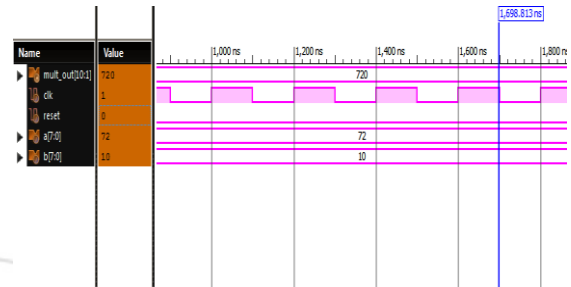 1,698.813 ns
Name Value
1,000 ns 1,200 ns 1,400 ns 1,600 ns 1,800 ns
mult_out[10:1] 720 720
clk 1
reset 0
a[7:0] 72 72
b[7:0] 10 10